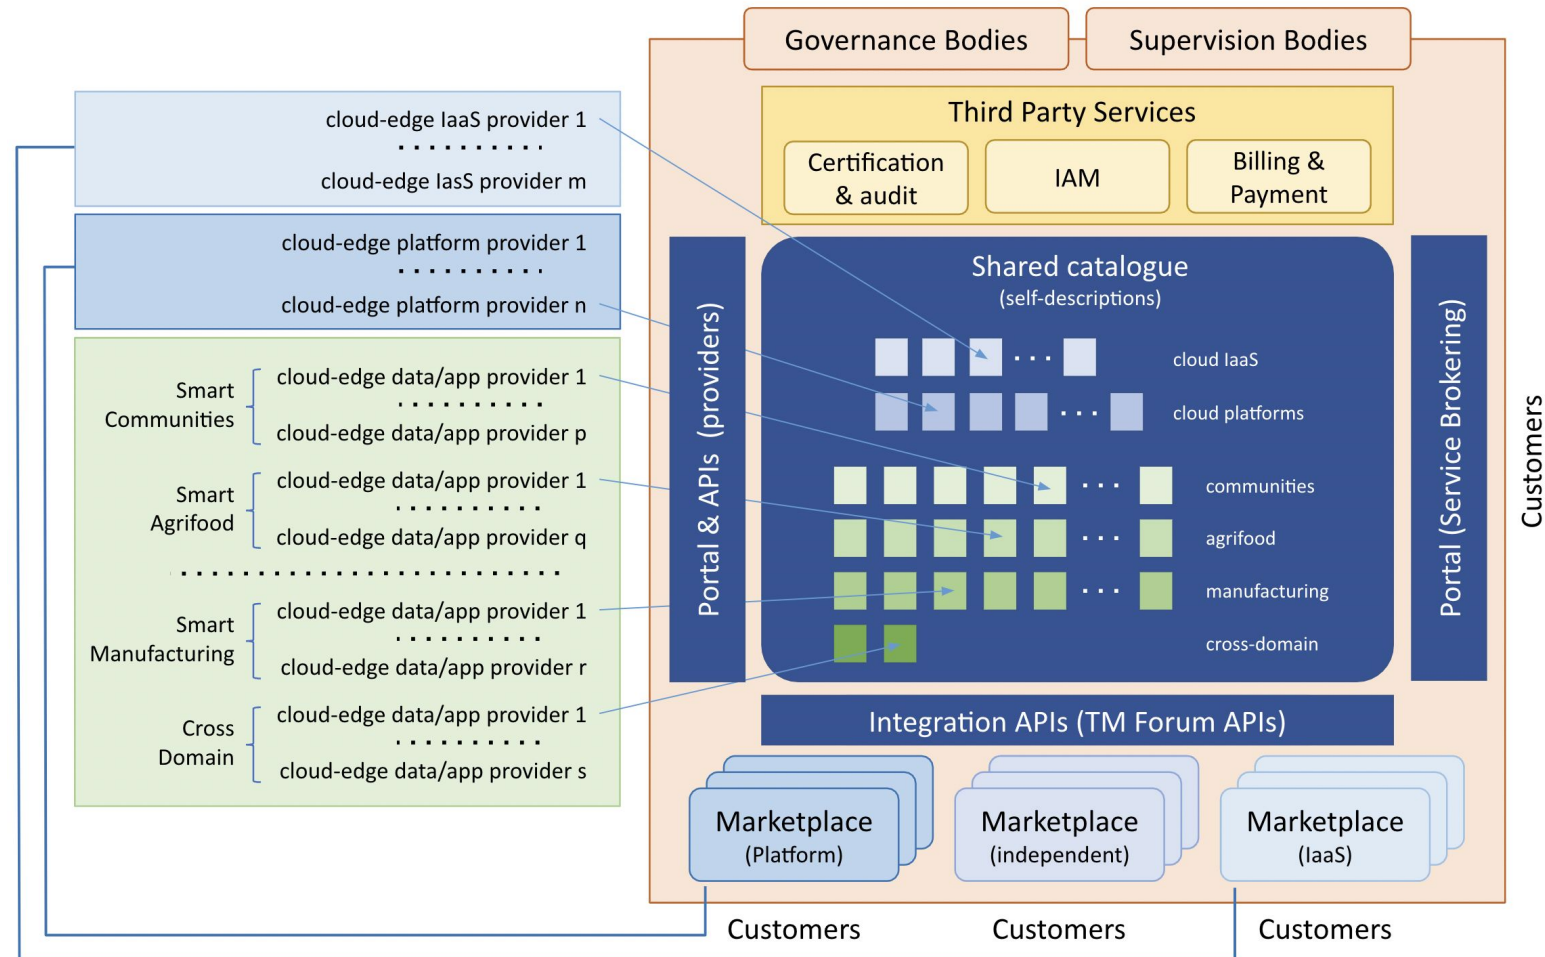 Governance Bodies
Supervision Bodies
Third Party Services
Certification
& audit
IAM
Billing &
Payment
cloud-edge IaaS provider 1
cloud-edge IasS provider m
cloud-edge platform provider 1
cloud-edge platform provider n
Smart
Communities
cloud-edge data/app provider 1
cloud-edge data/app provider p
Smart
Agrifood
cloud-edge data/app provider 1
cloud-edge data/app provider q
Smart
Manufacturing
cloud-edge data/app provider 1
cloud-edge data/app provider r
Cross
Domain
cloud-edge data/app provider 1
cloud-edge data/app provider s
Portal & APIs (providers)
Shared catalogue
(self-descriptions)
cloud IaaS
cloud platforms
communities
agrifood
manufacturing
cross-domain
Portal (Service Brokering)
Customers
Integration APIs (TM Forum APIs)
Marketplace
(Platform)
Marketplace
(independent)
Marketplace
(IaaS)
Customers
Customers
Customers